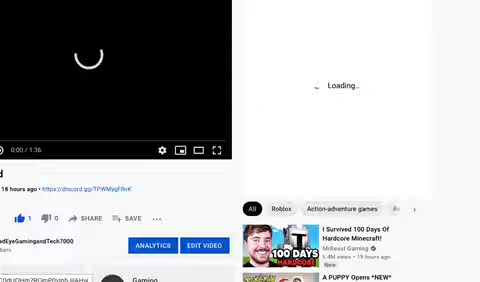 0:00 / 1:36
Loading...
d
18 hours ago • https://discord.gg/TPWMygFRvK
1
0
SHARE
SAVE
adEyeGamingandTech7000
ANALYTICS
EDIT VIDEO
All
Roblox
Action-adventure games
I Survived 100 Days Of
Hardcore Minecraft!
MrBeast Gaming
6.4M views • 19 hours ago
New
100 DAYS
HARDCORE
A PUPPY Opens *NEW*
Gaming